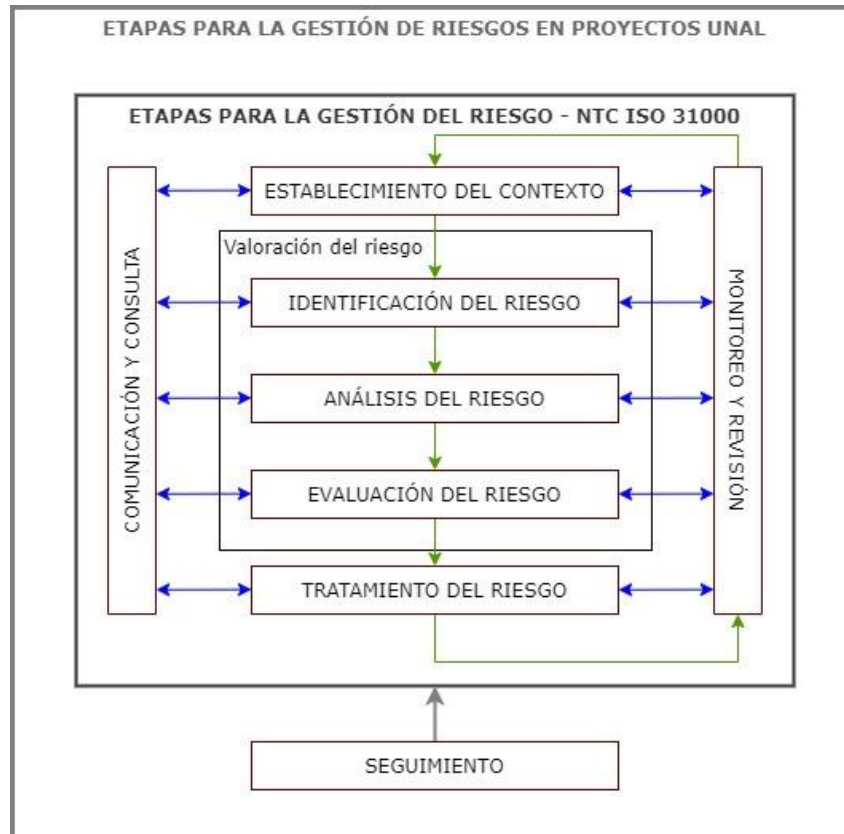 ETAPAS PARA LA GESTIÓN DE RIESGOS EN PROYECTOS UNAL
ETAPAS PARA LA GESTIÓN DEL RIESGO - NTC ISO 31000
COMUNICACIÓN Y CONSULTA
ESTABLECIMIENTO DEL CONTEXTO
Valoración del riesgo
IDENTIFICACIÓN DEL RIESGO
ANÁLISIS DEL RIESGO
EVALUACIÓN DEL RIESGO
TRATAMIENTO DEL RIESGO
MONITOREO Y REVISIÓN
SEGUIMIENTO